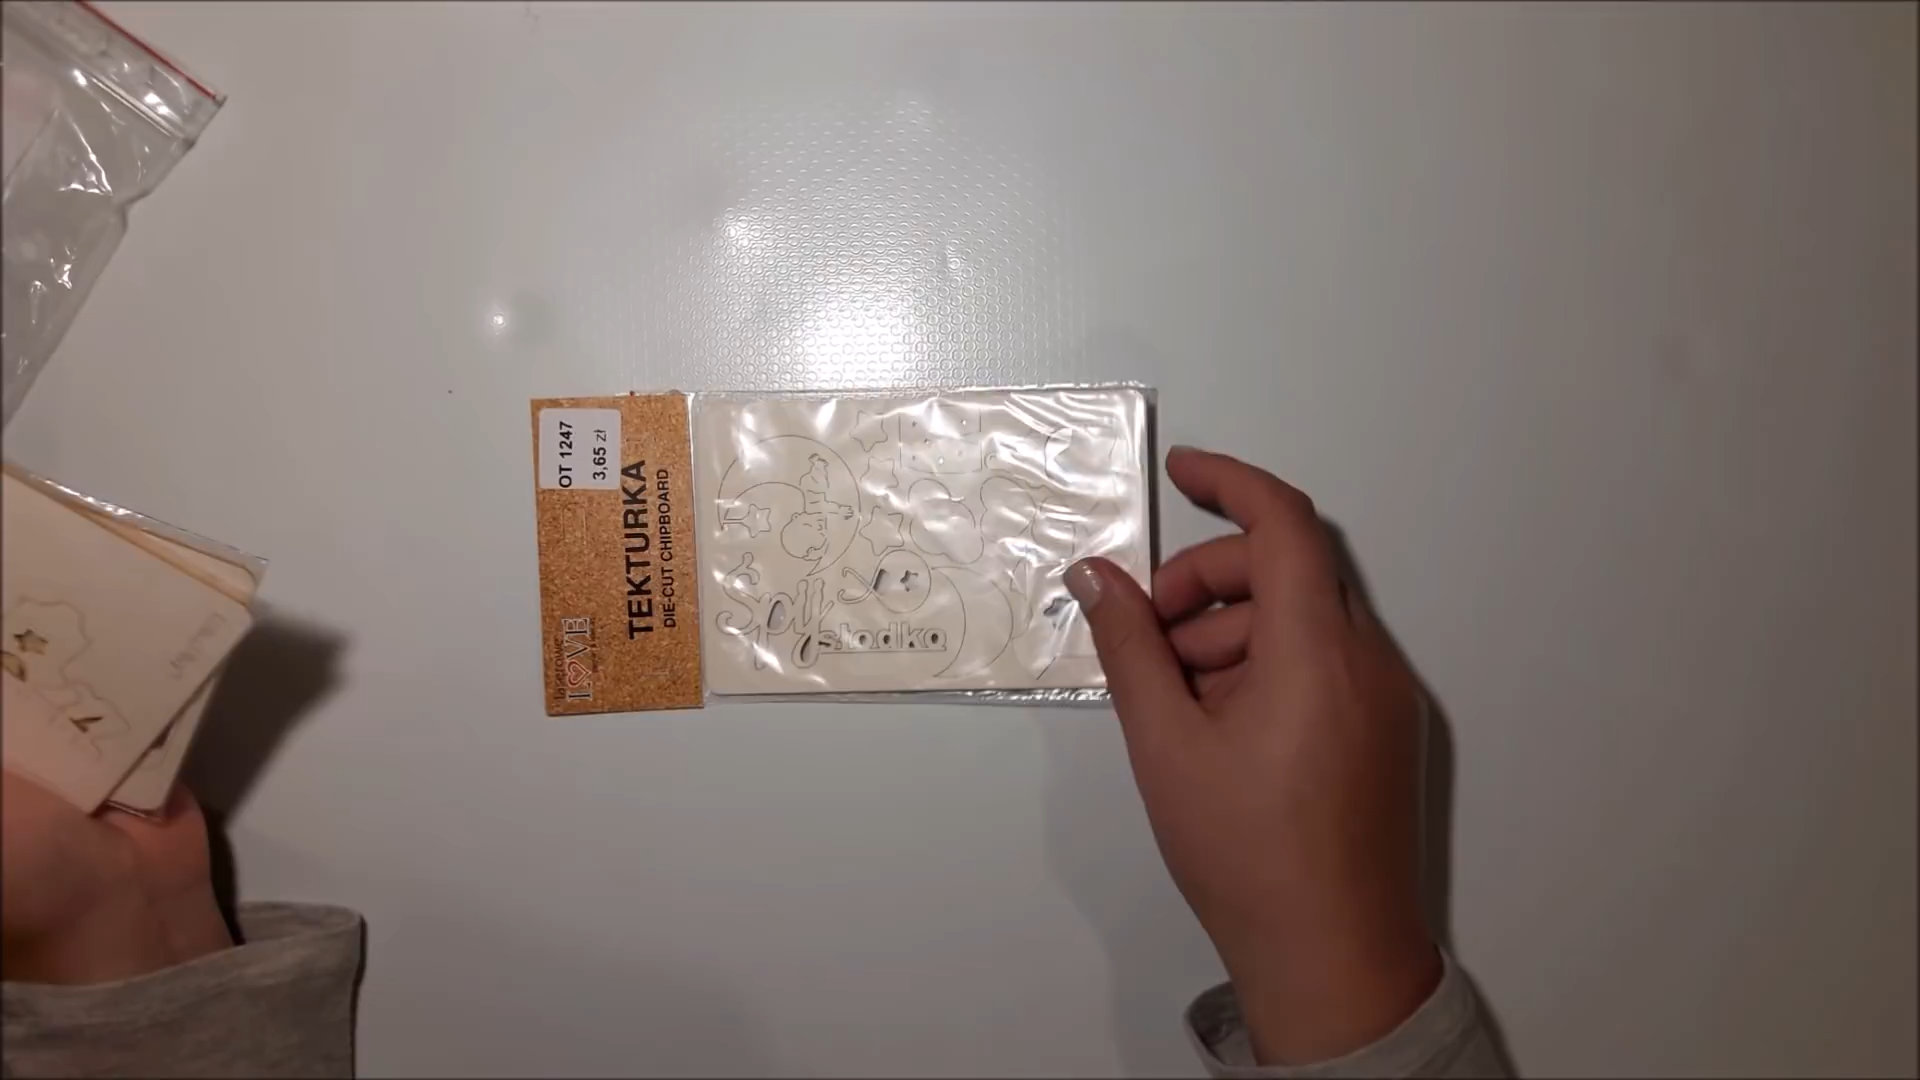 OT 1247
3,65 zł
LOVE
TEKTURKA
DIE-CUT CHIPBOARD
Śpij
słodko